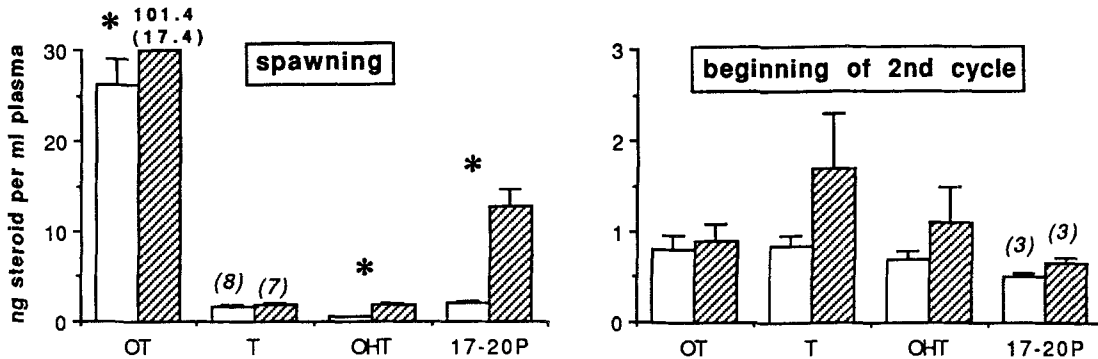 * 101.4
(17.4)
spawning
beginning of 2nd cycle
ng steroid per ml plasma
30
20
10
0
*
*
(8) (7)
OT T OHT 17-20P
3
2
1
0
(3) (3)
OT T OHT 17-20P